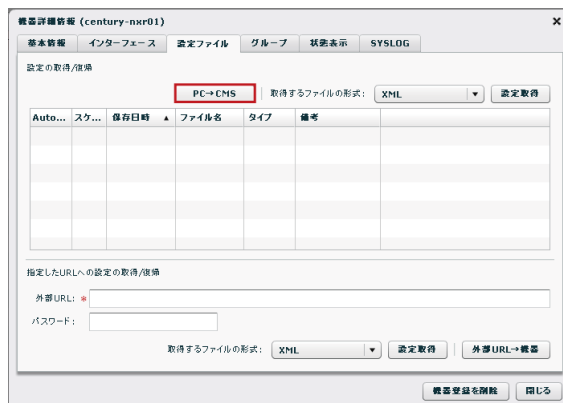 機器詳細情報 (century-nxr01)
基本情報 インターフェース 設定ファイル グループ 状態表示 SYSLOG
設定の取得/復帰
PC→CMS 取得するファイルの形式: XML 設定取得
Auto... スケ... 保存日時 ファイル名 タイプ 備考
指定したURLへの設定の取得/復帰
外部URL: *
パスワード:
取得するファイルの形式: XML 設定取得 外部URL→機器
機器登録を削除 閉じる